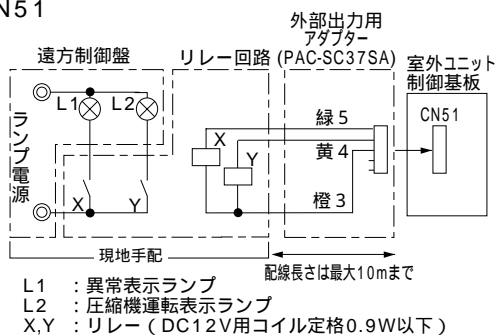 CN51
遠方制御盤
リレー回路
外部出力用
アダプター
(PAC-SC37SA)
室外ユニット
制御基板
L1
L2
ランプ電源
X
Y
X
Y
緑5
黄4
橙3
CN51
現地手配
配線長さは最大10mまで
L1 :異常表示ランプ
L2 :圧縮機運転表示ランプ
X,Y :リレー(DC12V用コイル定格0.9W以下)